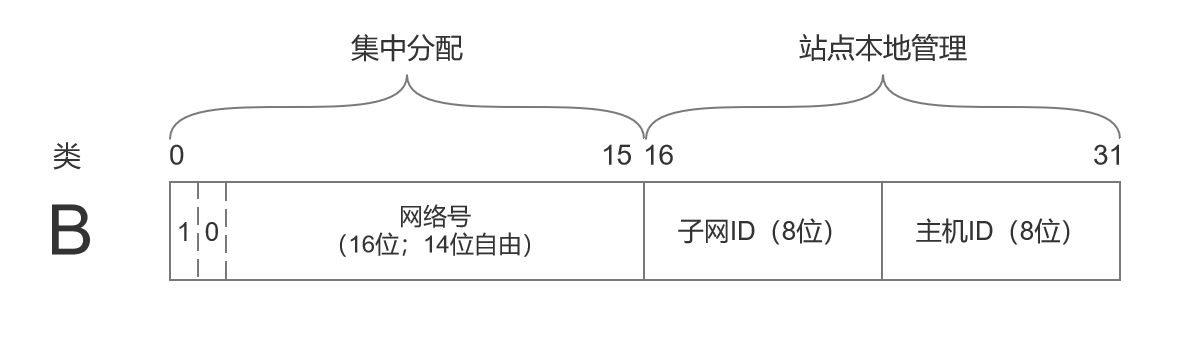 集中分配
站点本地管理
类
0
15
16
31
B
1
0
网络号
（16位；14位自由）
子网ID（8位）
主机ID（8位）